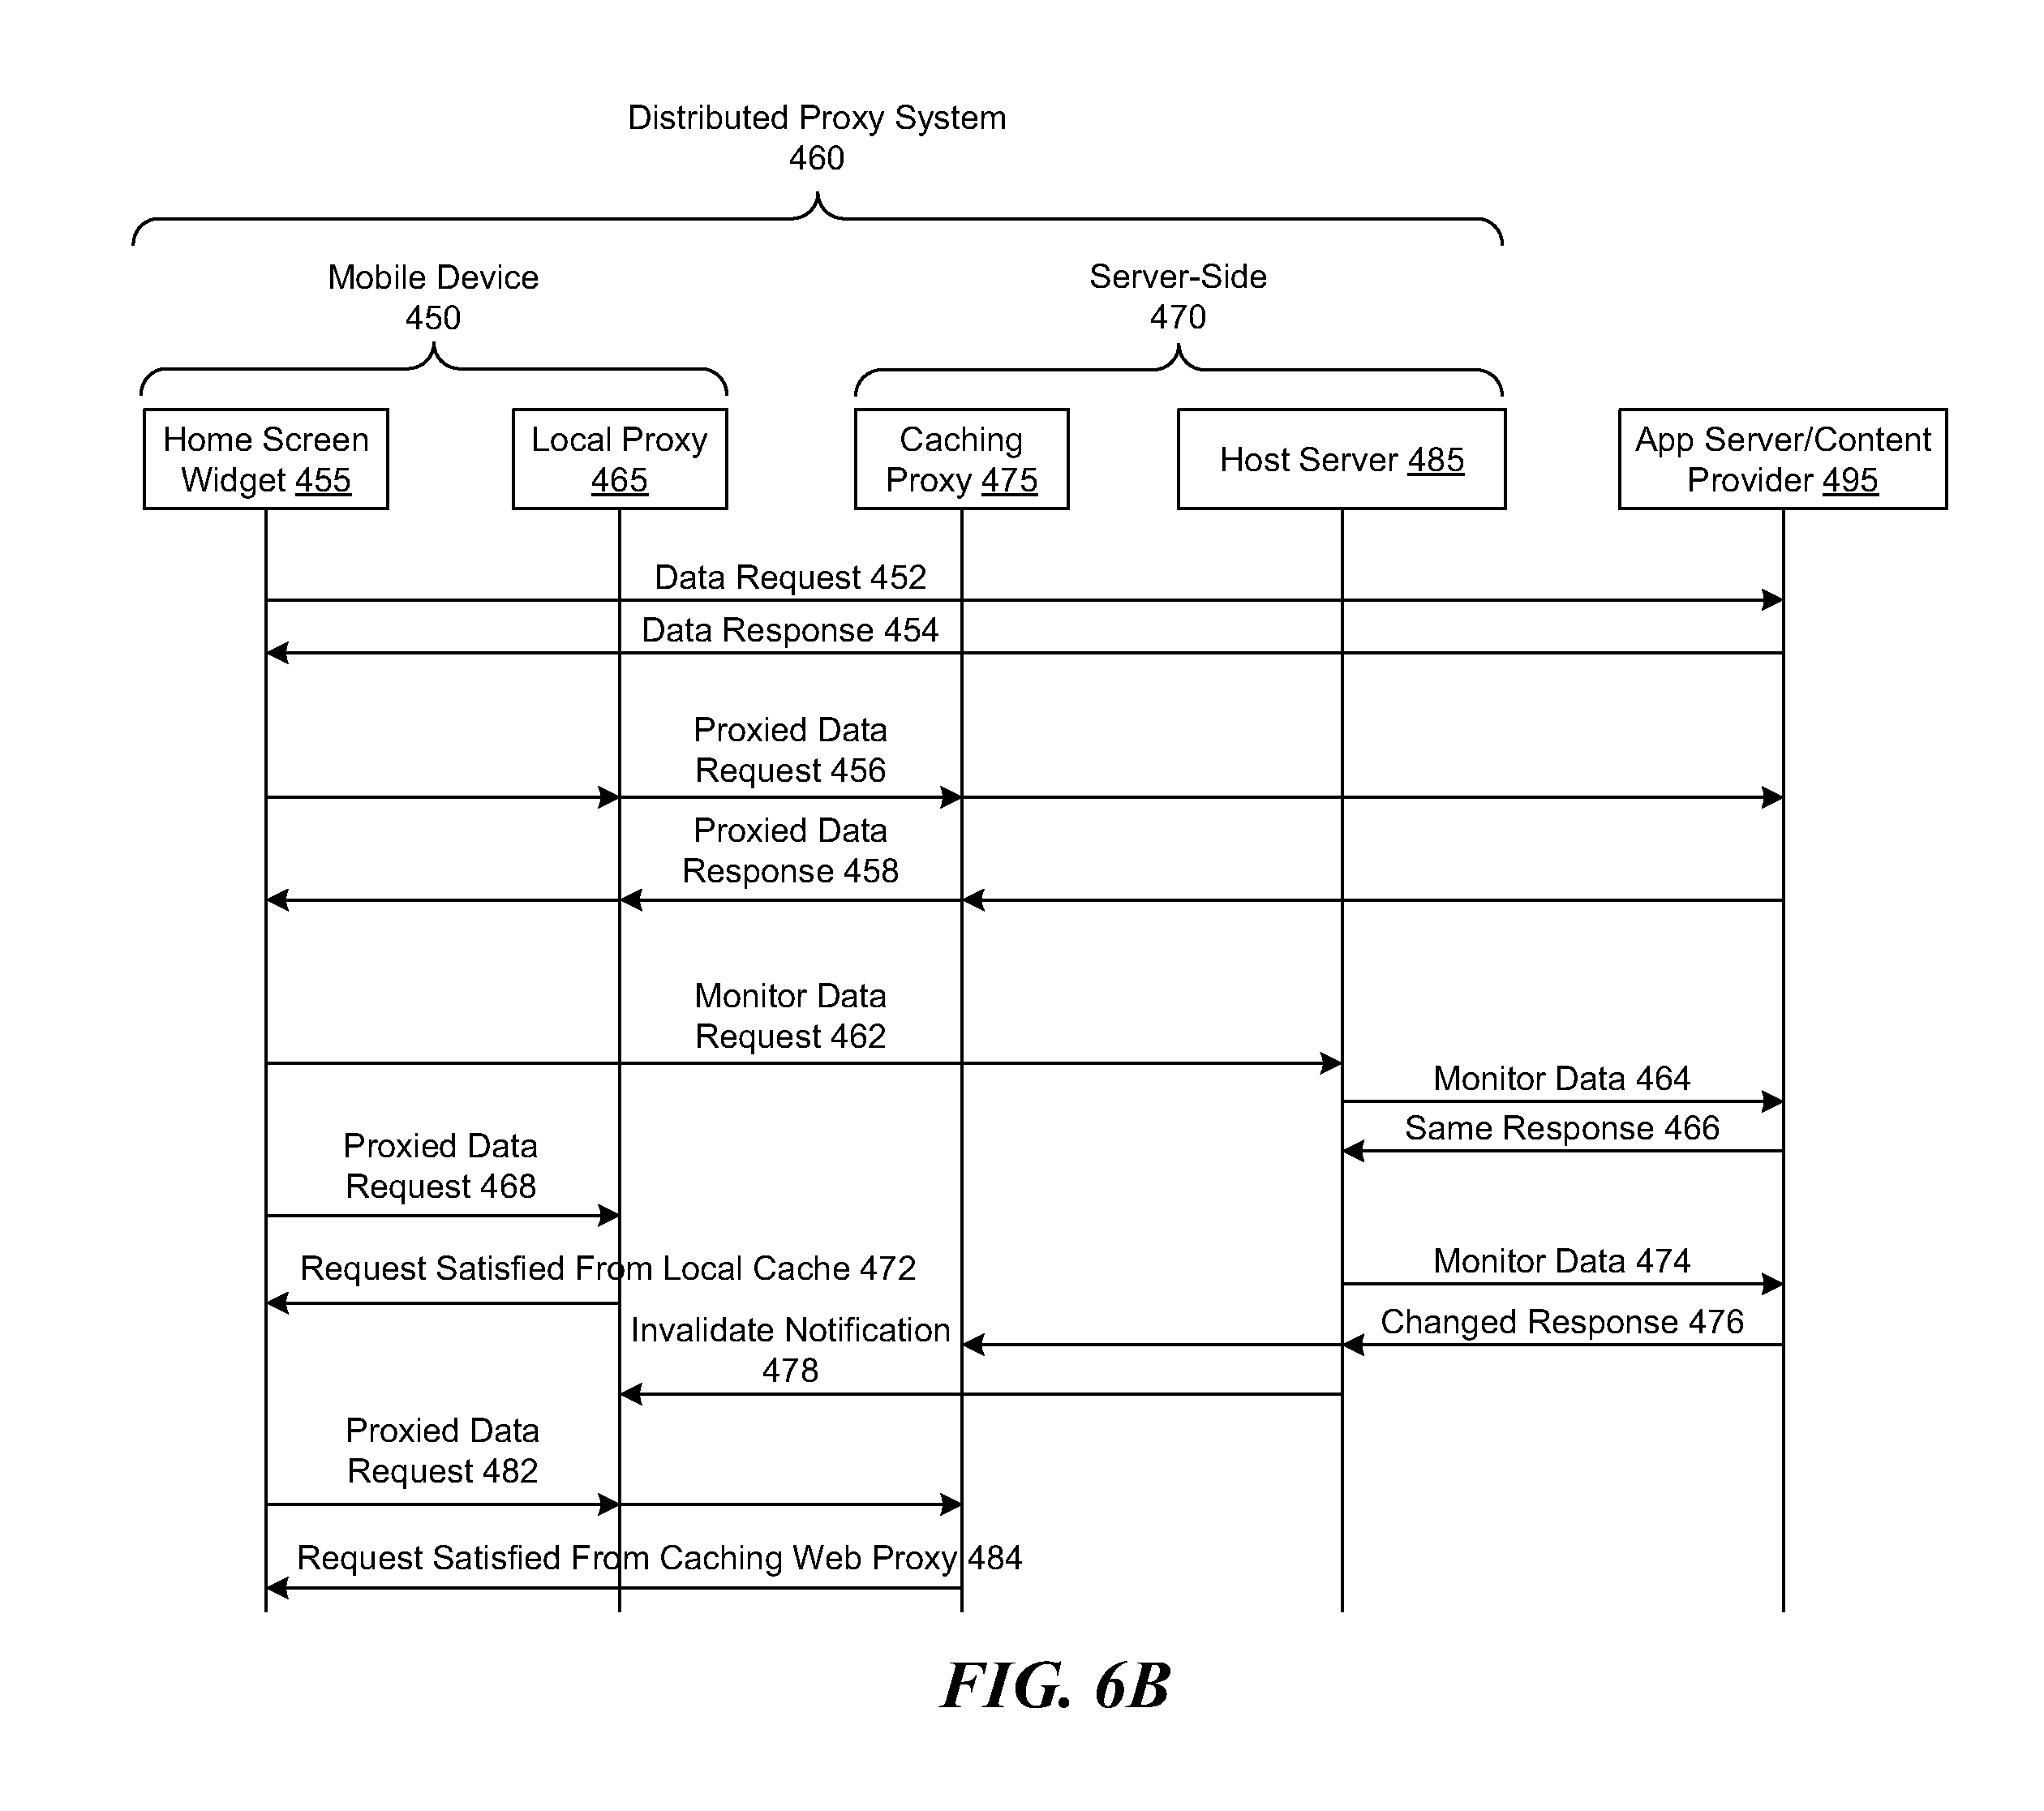 Distributed Proxy System
460
Mobile Device
450
Server-Side
470
Home Screen
Widget 455
Local Proxy
465
Caching
Proxy 475
Host Server 485
App Server/Content
Provider 495
Data Request 452
Data Response 454
Proxied Data
Request 456
Proxied Data
Response 458
Monitor Data
Request 462
Monitor Data 464
Same Response 466
Proxied Data
Request 468
Request Satisfied From Local Cache 472
Monitor Data 474
Changed Response 476
Invalidate Notification
478
Proxied Data
Request 482
Request Satisfied From Caching Web Proxy 484
FIG. 6B